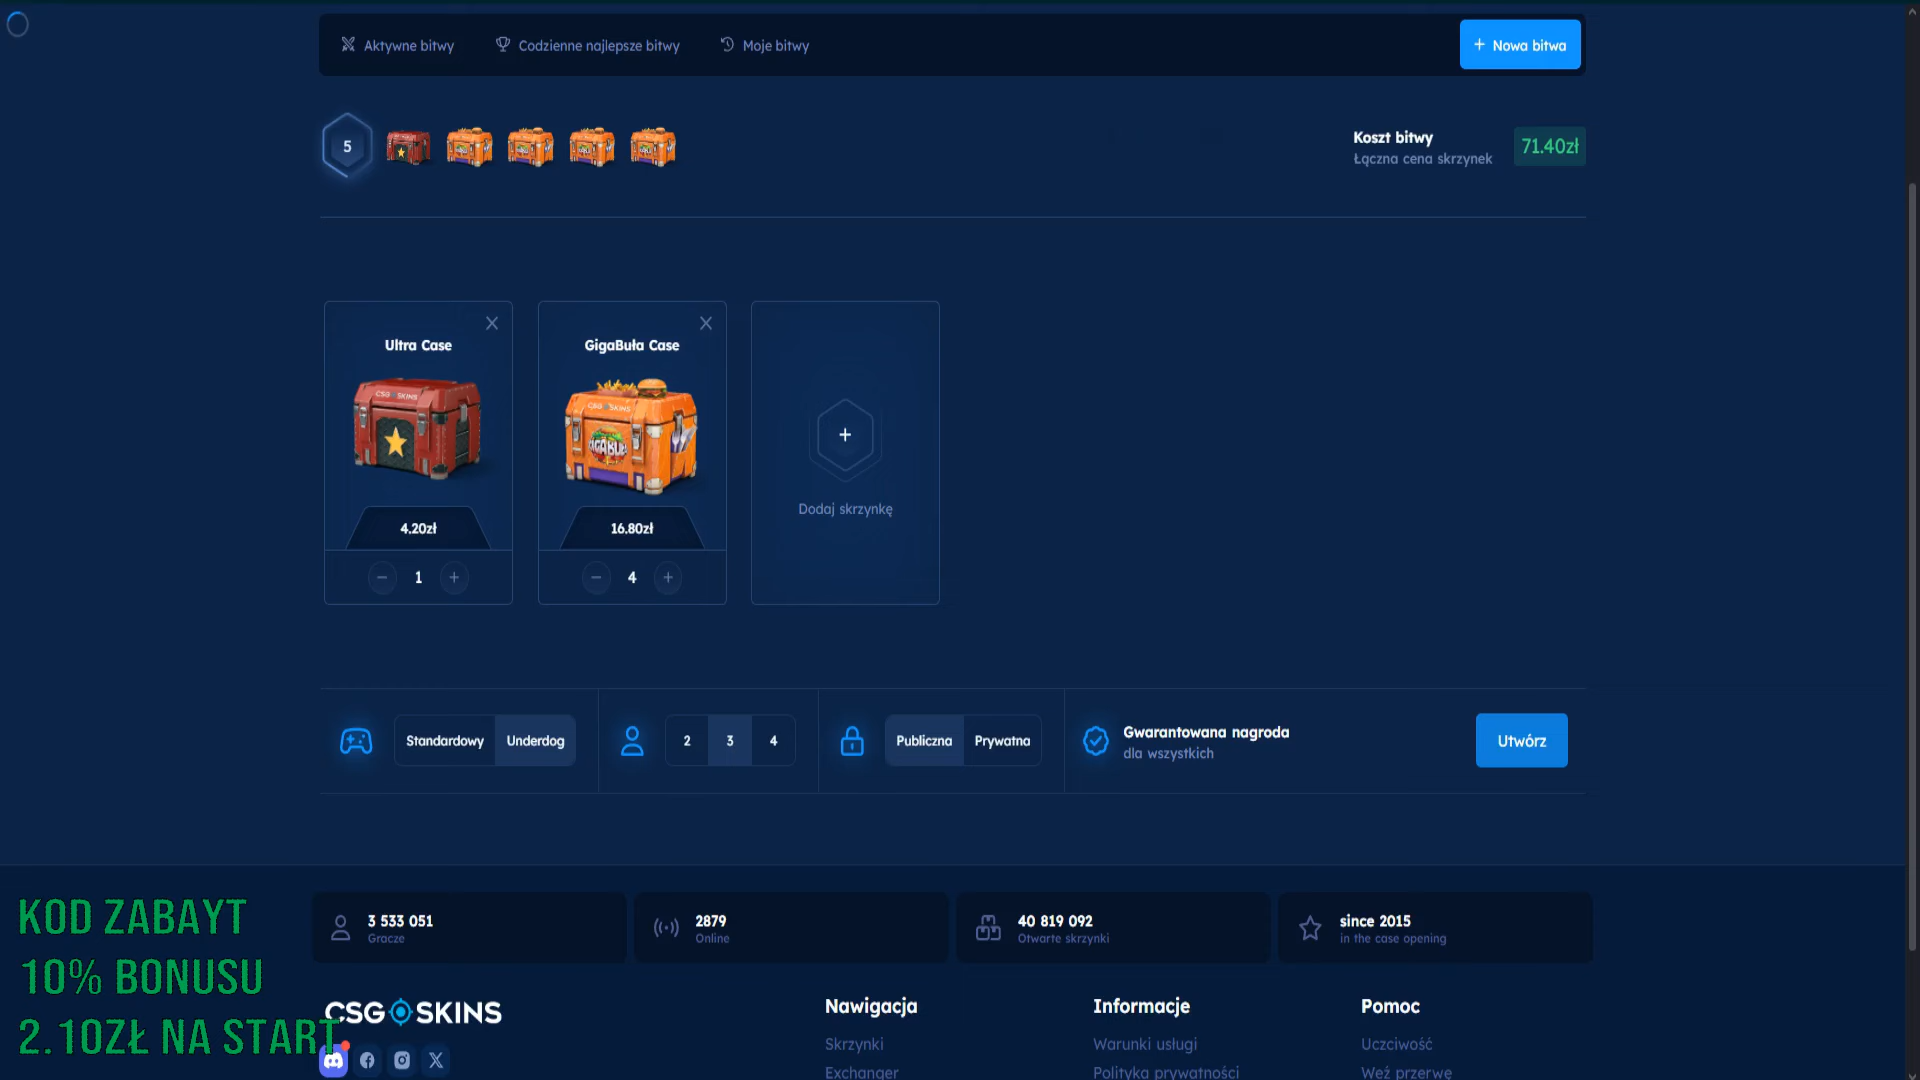 Aktywne bitwy
Codzienne najlepsze bitwy
Moje bitwy
+ Nowa bitwa
5
Koszt bitwy
Łączna cena skrzynek
71.40zł
Ultra Case
CSG SKINS
4.20zł
1
GigaBuła Case
CSG SKINS
16.80zł
4
Dodaj skrzynkę
Standardowy
Underdog
2
3
4
Publiczna
Prywatna
Gwarantowana nagroda
dla wszystkich
Utwórz
3 533 051
Gracze
2879
Online
40 819 092
Otwarte skrzynki
since 2015
in the case opening
KOD ZABAYT
10% BONUSU
2.10ZŁ NA START
CSG SKINS
Nawigacja
Skrzynki
Exchanger
Informacje
Warunki usługi
Polityka prywatności
Pomoc
Uczciwość
Weź przerwę